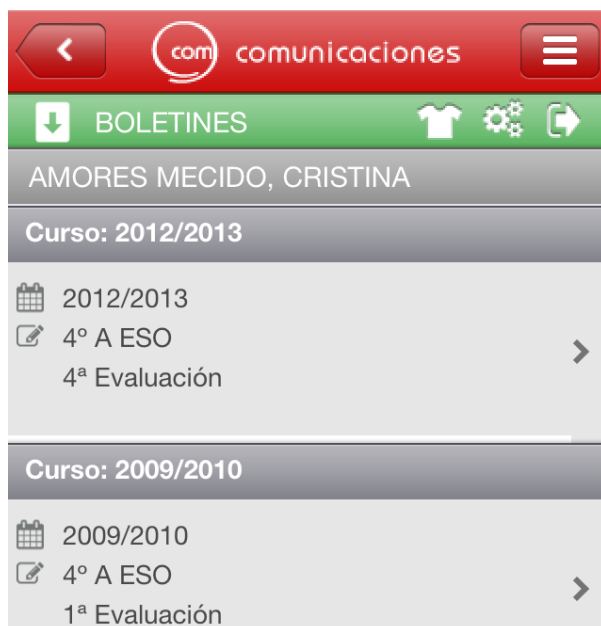 com comunicaciones
BOLETINES
AMORES MECIDO, CRISTINA
Curso: 2012/2013
2012/2013
4º A ESO
4ª Evaluación
Curso: 2009/2010
2009/2010
4º A ESO
1ª Evaluación